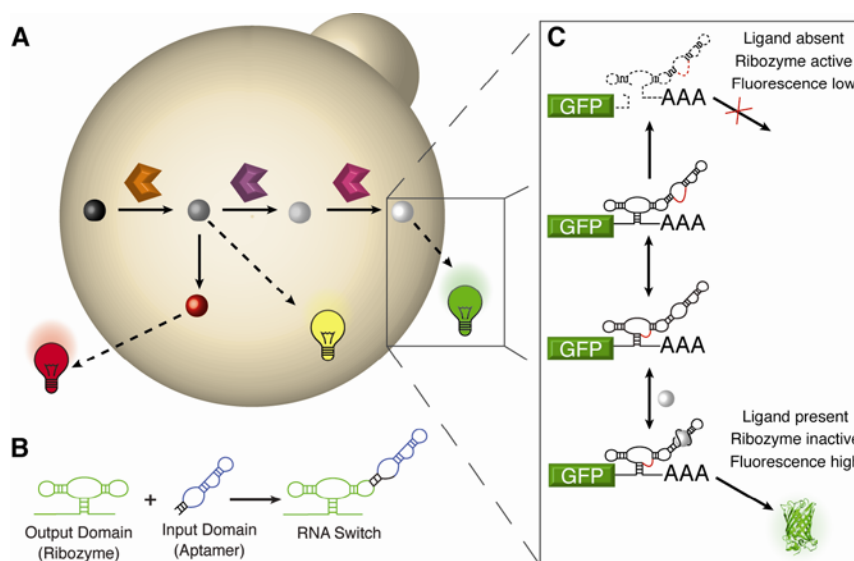 A
B
Output Domain
(Ribozyme)
+
Input Domain
(Aptamer)
RNA Switch
C
Ligand absent
Ribozyme active
Fluorescence low
GFP
AAA
GFP
AAA
GFP
AAA
Ligand present
Ribozyme inactive
Fluorescence high
GFP
AAA